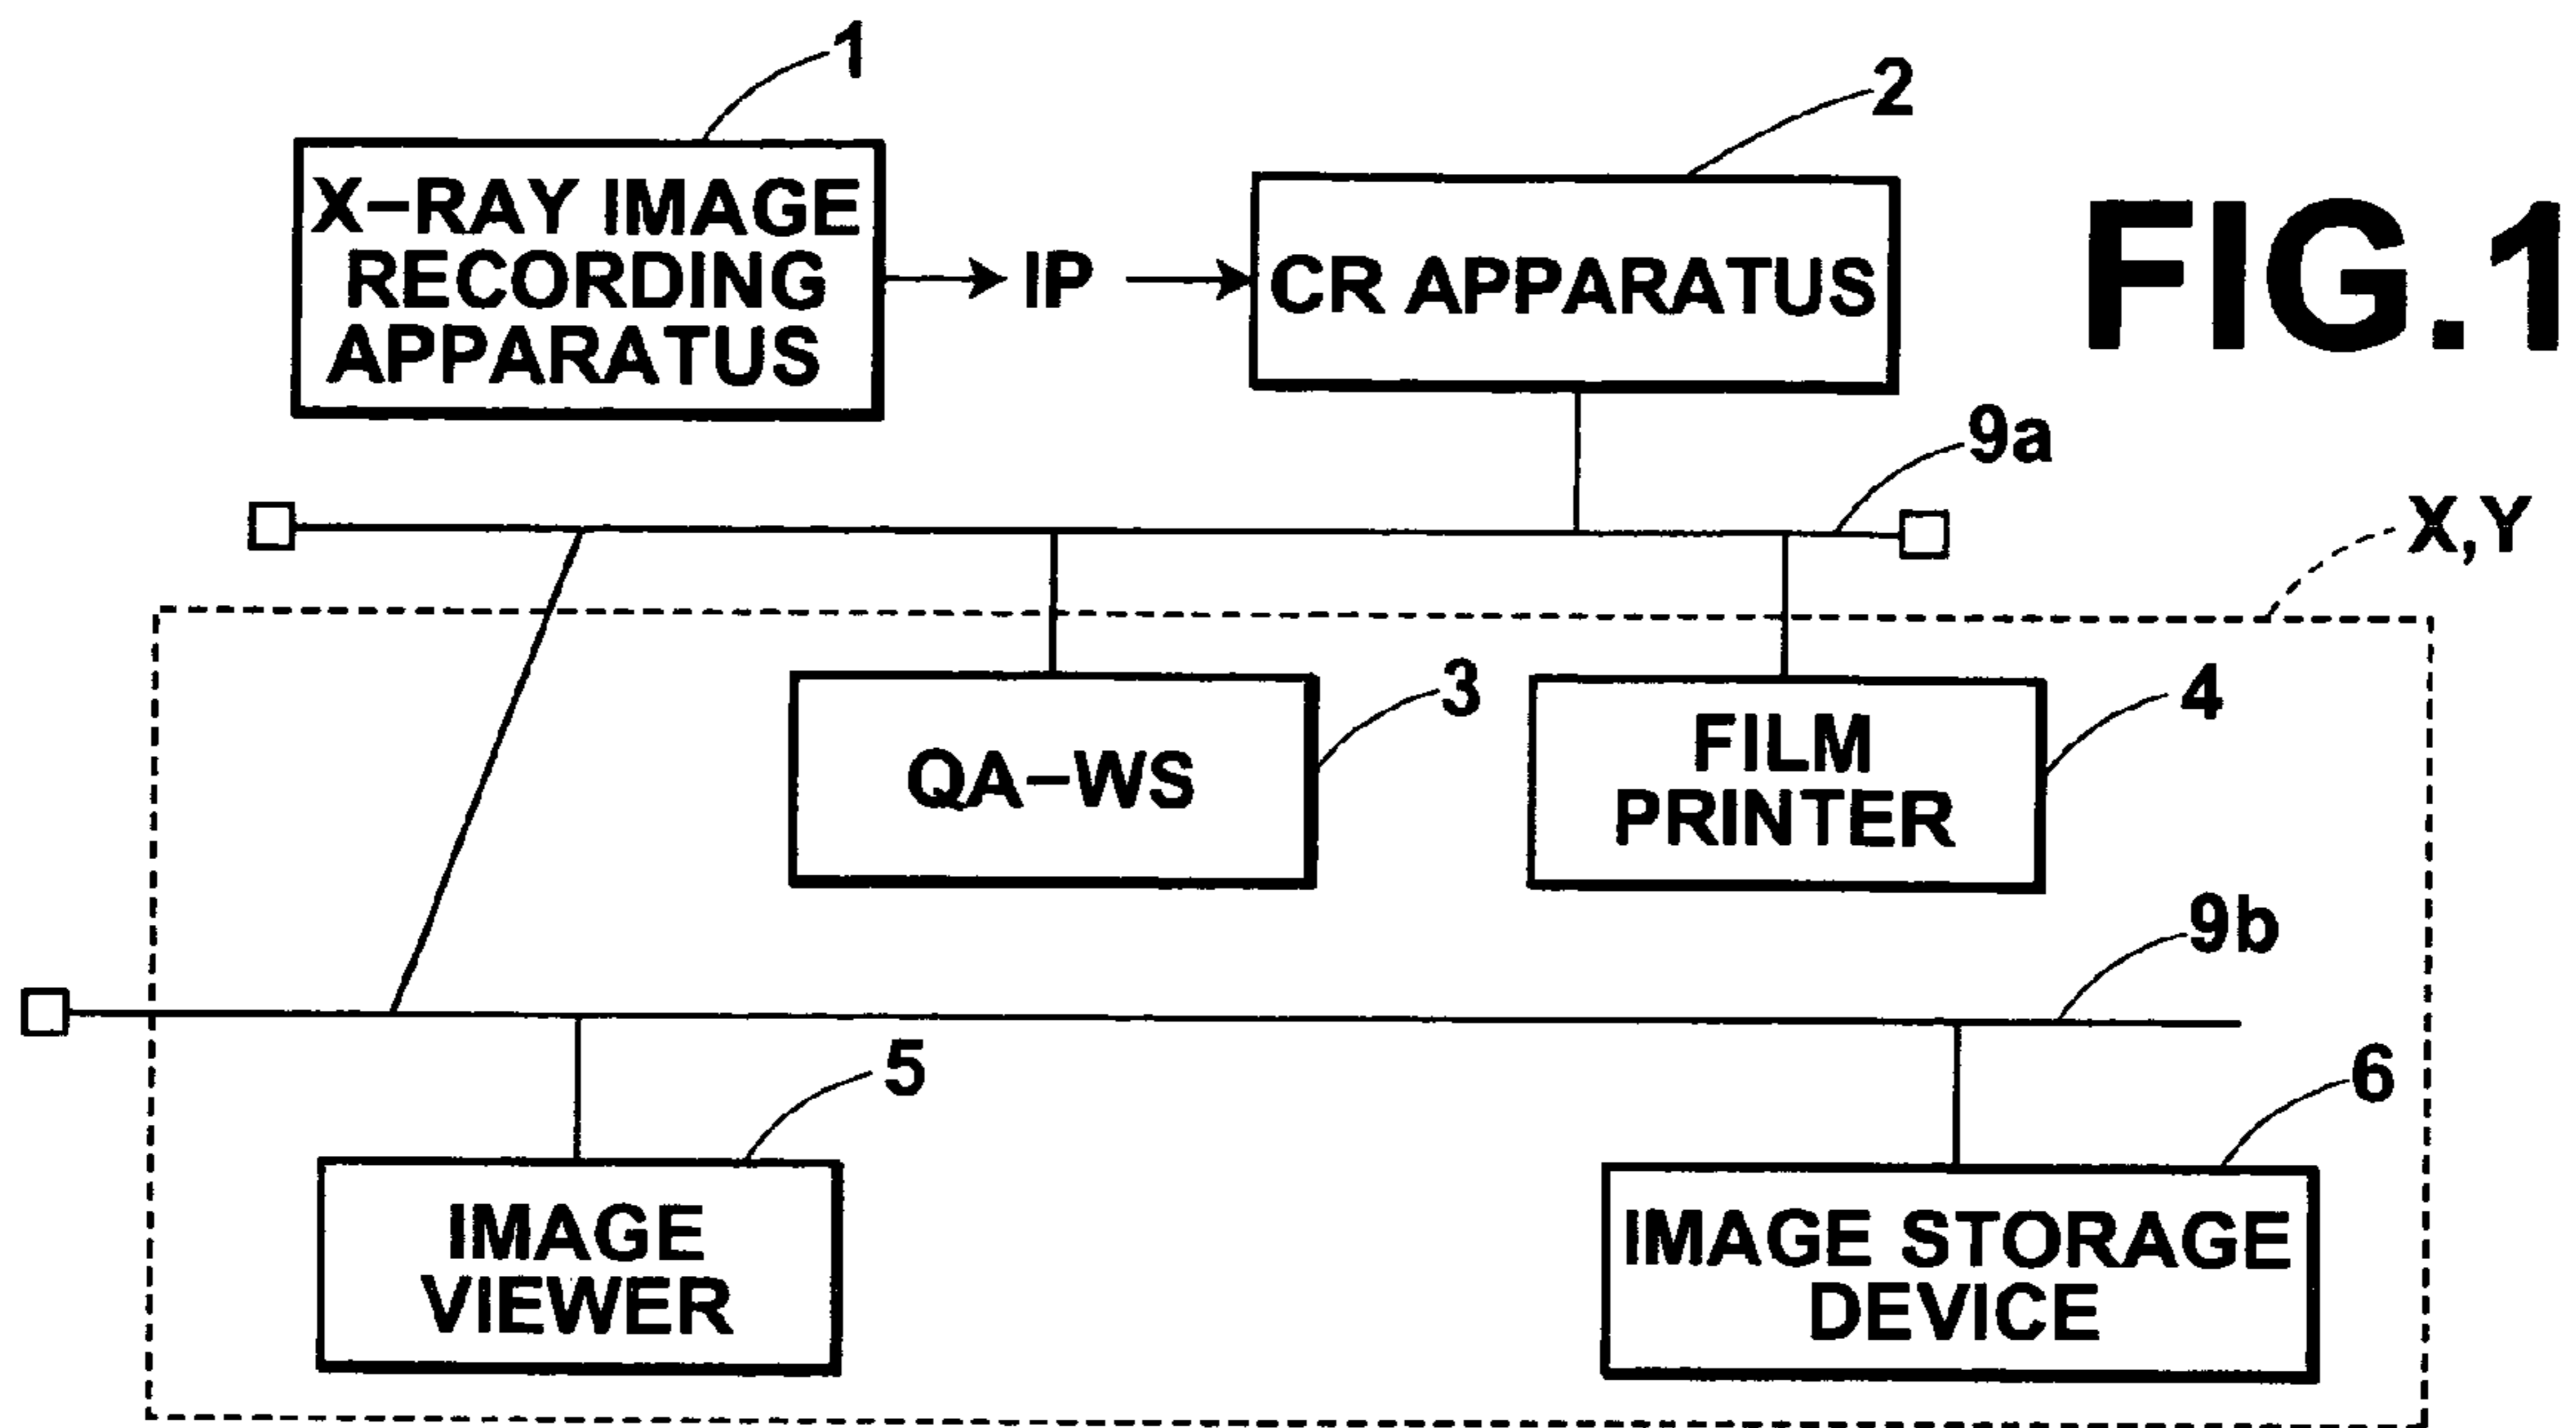 1
2
X–RAY IMAGE
RECORDING
APPARATUS
IP
CR APPARATUS
FIG.1
9a
X,Y
3
4
QA–WS
FILM
PRINTER
9b
5
6
IMAGE
VIEWER
IMAGE STORAGE
DEVICE